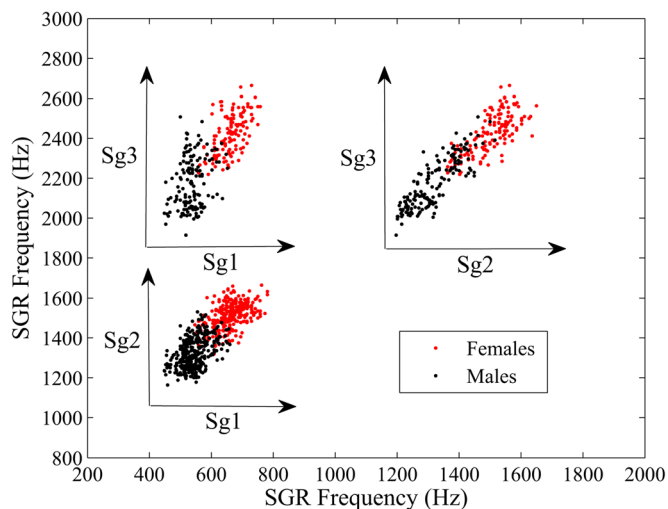 3000
2800
2600
2400
2200
2000
1800
1600
1400
1200
1000
800
SGR Frequency (Hz)
Sg3
Sg1
Sg3
Sg2
Sg2
Sg1
Females
Males
200 400 600 800 1000 1200 1400 1600 1800 2000
SGR Frequency (Hz)